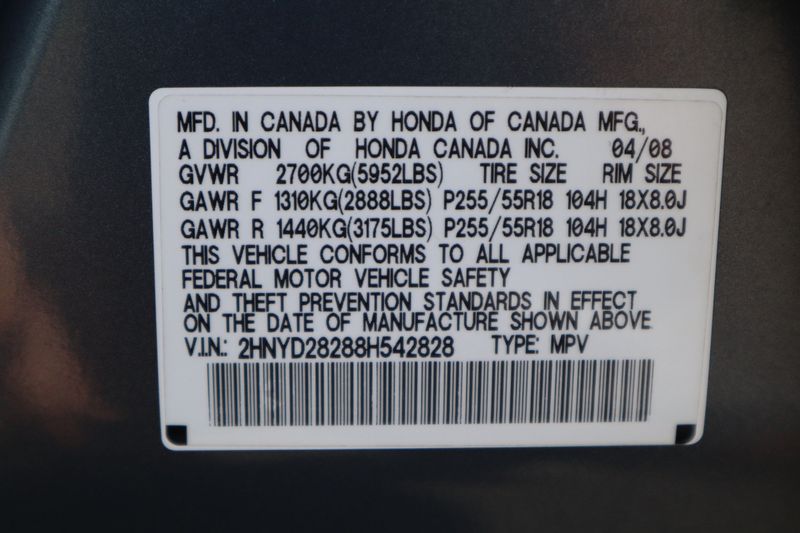 MFD. IN CANADA BY HONDA OF CANADA MFG.,
A DIVISION OF HONDA CANADA INC. 04/08
GVWR 2700KG(5952LBS) TIRE SIZE RIM SIZE
GAWR F 1310KG(2888LBS) P255/55R18 104H 18X8.0J
GAWR R 1440KG(3175LBS) P255/55R18 104H 18X8.0J
THIS VEHICLE CONFORMS TO ALL APPLICABLE
FEDERAL MOTOR VEHICLE SAFETY
AND THEFT PREVENTION STANDARDS IN EFFECT
ON THE DATE OF MANUFACTURE SHOWN ABOVE.
V.I.N.: 2HNYD28288H542828 TYPE: MPV